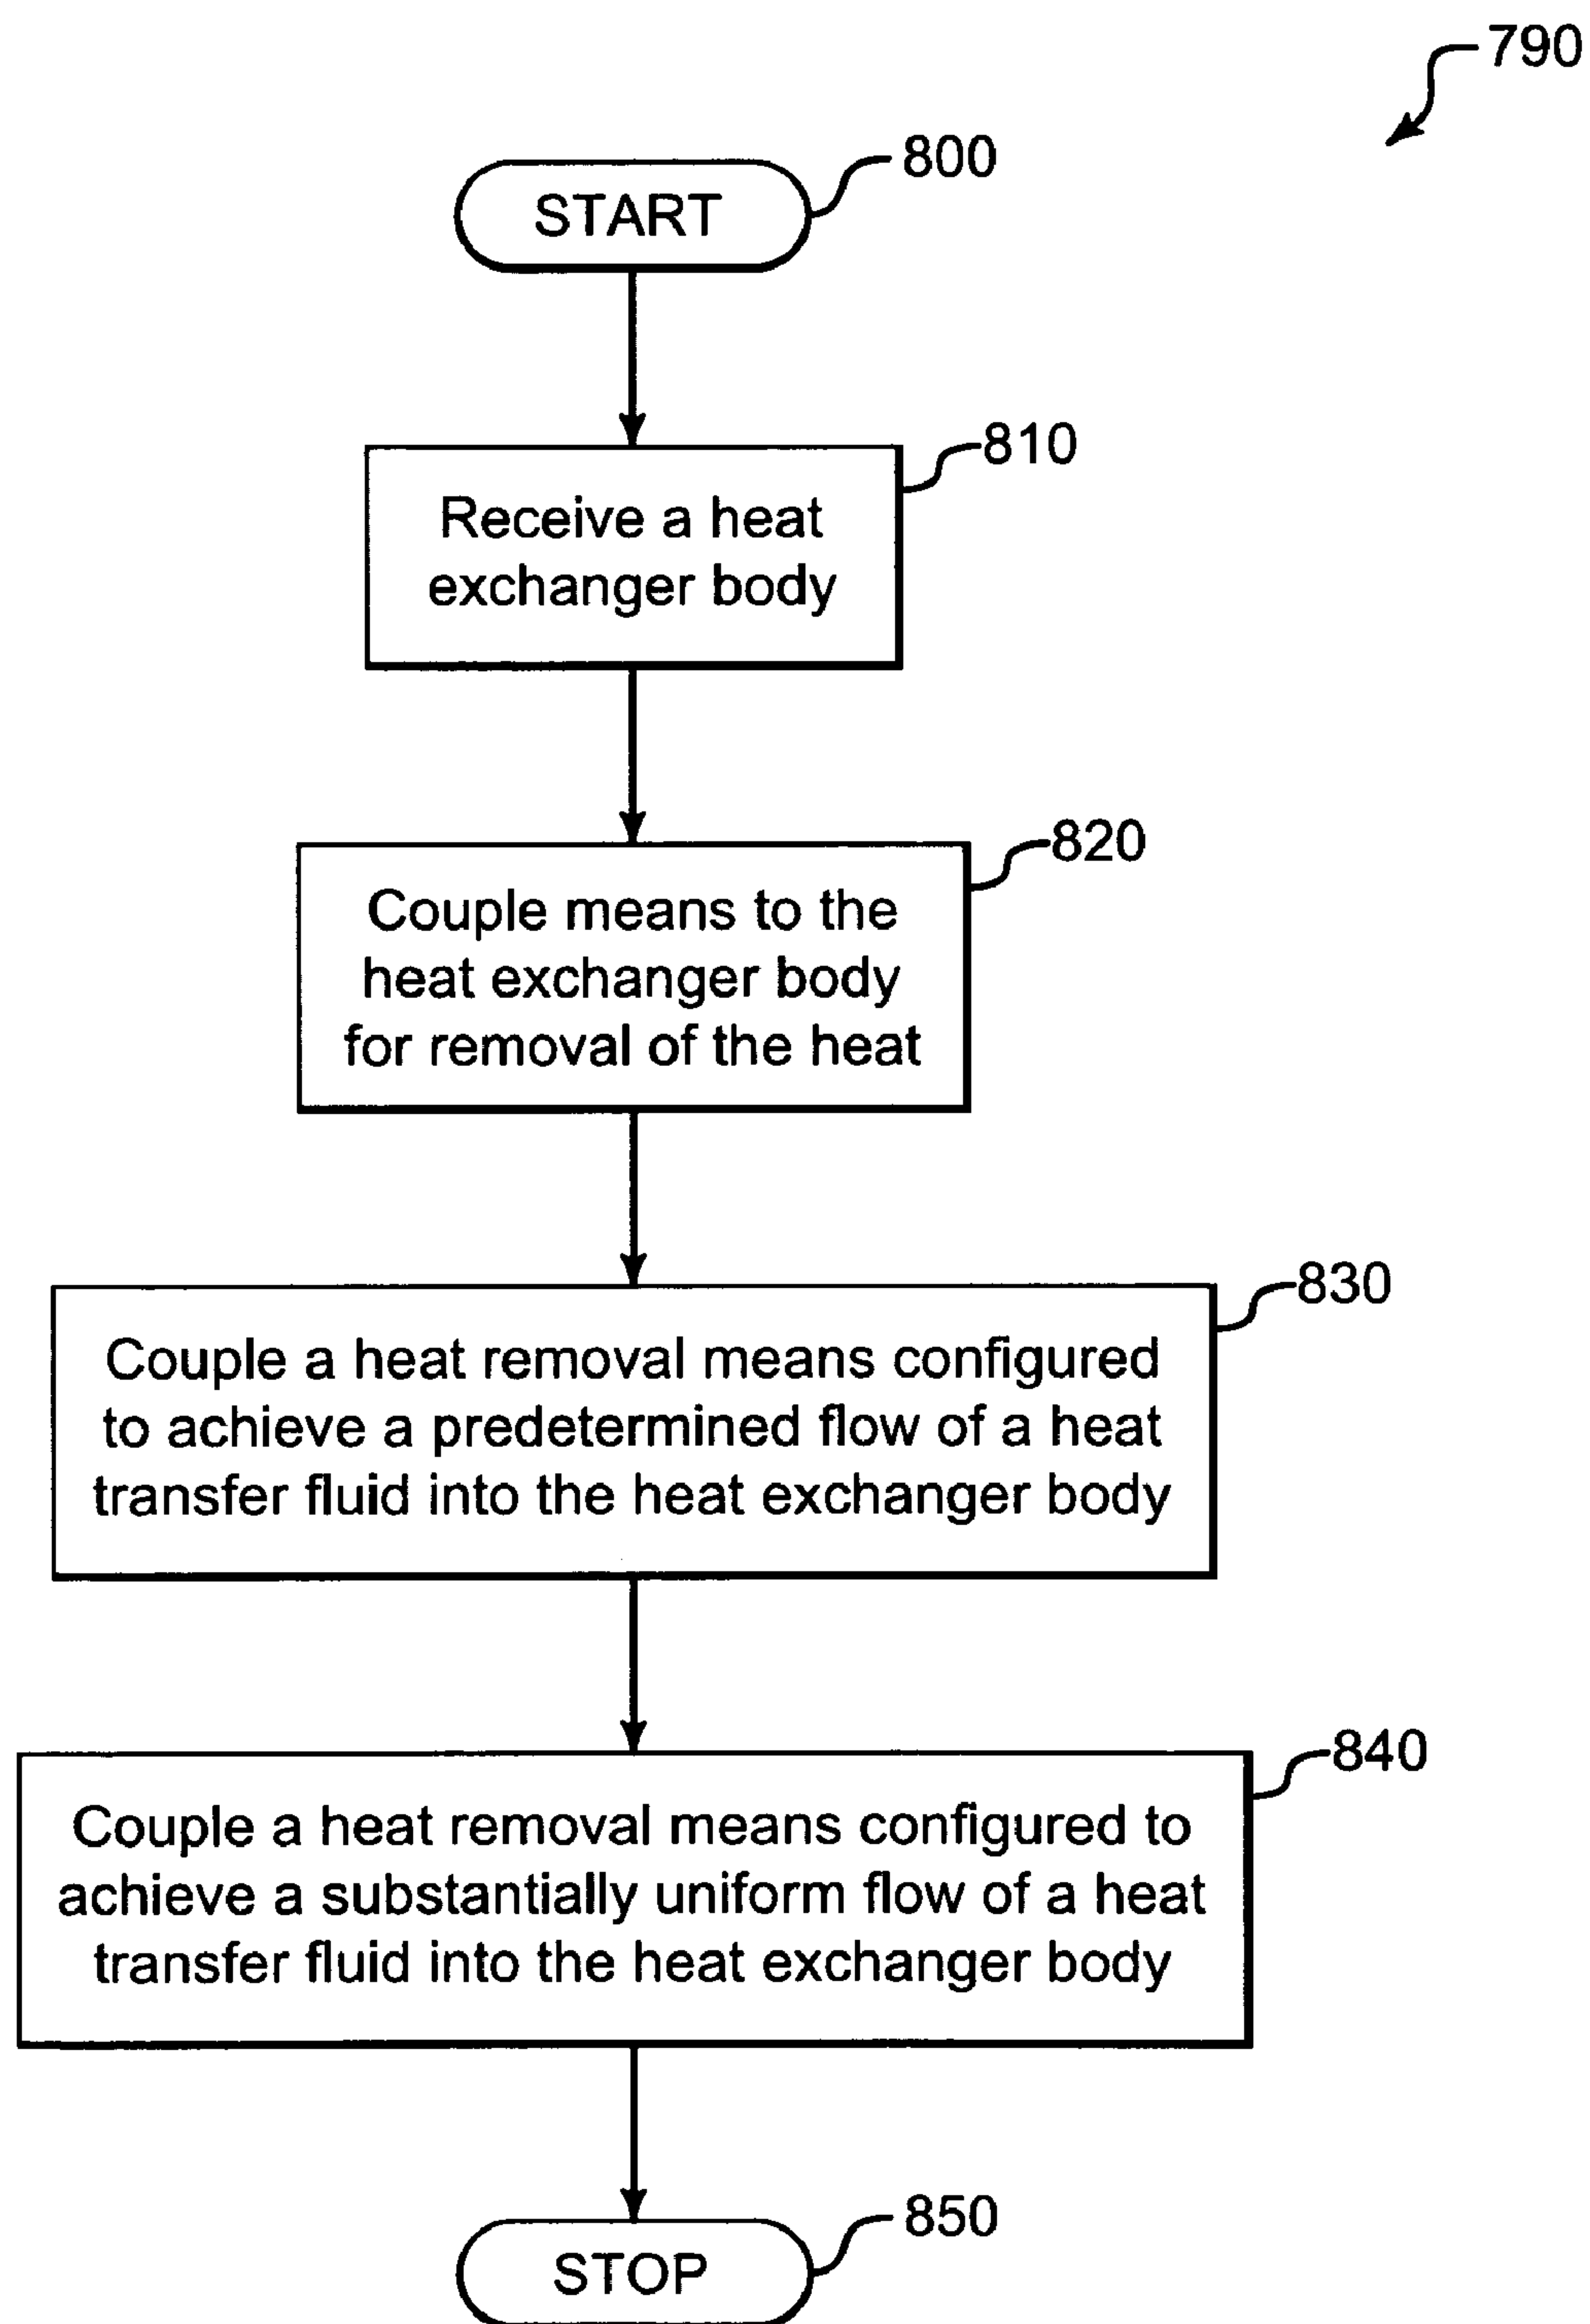 790
800
START
810
Receive a heat
exchanger body
820
Couple means to the
heat exchanger body
for removal of the heat
830
Couple a heat removal means configured
to achieve a predetermined flow of a heat
transfer fluid into the heat exchanger body
840
Couple a heat removal means configured to
achieve a substantially uniform flow of a heat
transfer fluid into the heat exchanger body
850
STOP